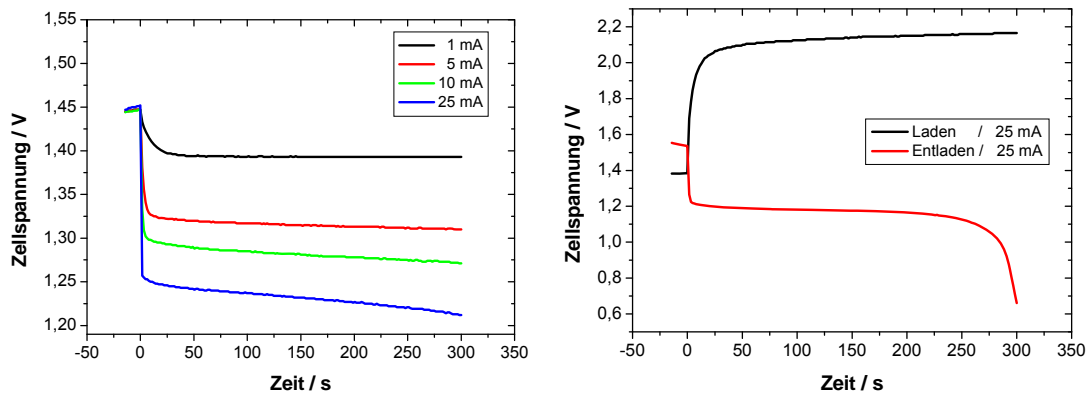 1,55
1,50
1,45
1,40
1,35
1,30
1,25
1,20
Zellspannung / V
1 mA
5 mA
10 mA
25 mA
-50 0 50 100 150 200 250 300 350
Zeit / s
2,2
2,0
1,8
1,6
1,4
1,2
1,0
0,8
0,6
Zellspannung / V
Laden / 25 mA
Entladen / 25 mA
-50 0 50 100 150 200 250 300 350
Zeit / s